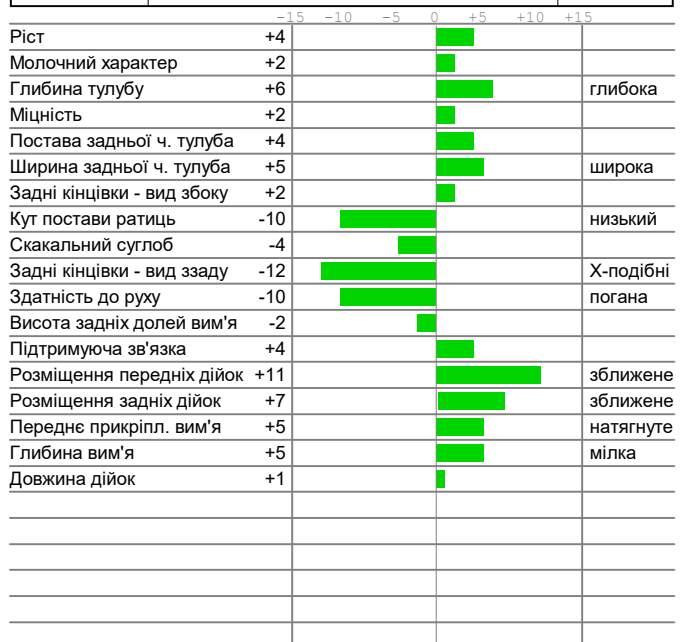 -15 -10 -5 0 +5 +10 +15
Ріст +4
Молочний характер +2
Глибина тулубу +6 глибока
Міцність +2
Постава задньої ч. тулуба +4
Ширина задньої ч. тулуба +5 широка
Задні кінцівки - вид збоку +2
Кут постави ратиць -10 низький
Скакальний суглоб -4
Задні кінцівки - вид ззаду -12 Х-подібні
Здатність до руху -10 погана
Висота задніх долей вим'я -2
Підтримуюча зв'язка +4
Розміщення передніх дійок +11 зближене
Розміщення задніх дійок +7 зближене
Переднє прикріпл. вим'я +5 натягнуте
Глибина вим'я +5 мілка
Довжина дійок +1